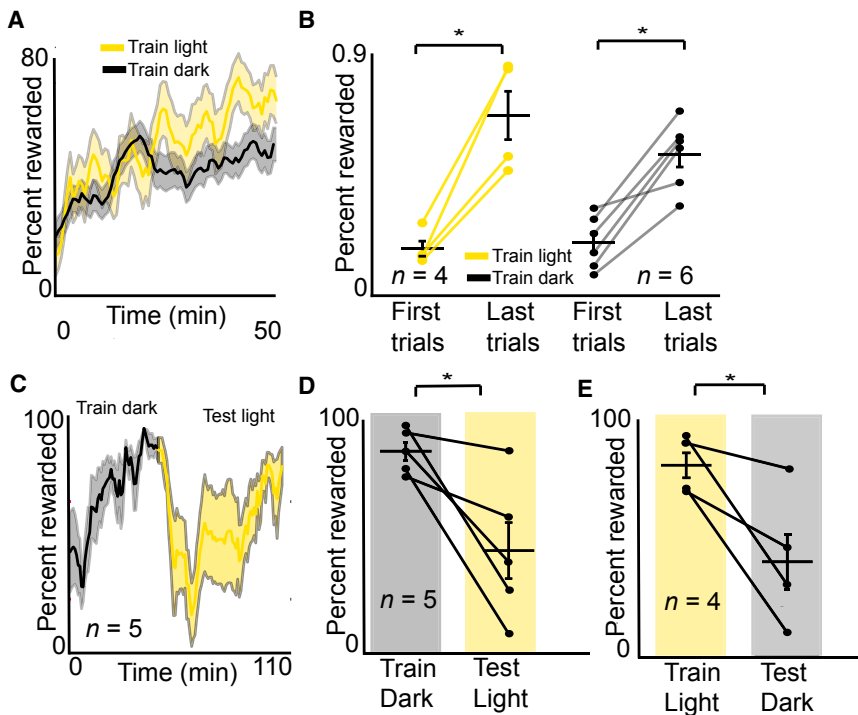 A
80
Train light
Train dark
Percent rewarded
0
0
50
Time (min)
B
0.9
*
*
Percent rewarded
Train light
Train dark
n = 4
n = 6
0
First trials
Last trials
First trials
Last trials
C
100
Train dark
Test light
Percent rewarded
n = 5
0
0
Time (min)
110
D
*
100
Percent rewarded
n = 5
0
Train Dark
Test Light
E
*
100
Percent rewarded
n = 4
0
Train Light
Test Dark